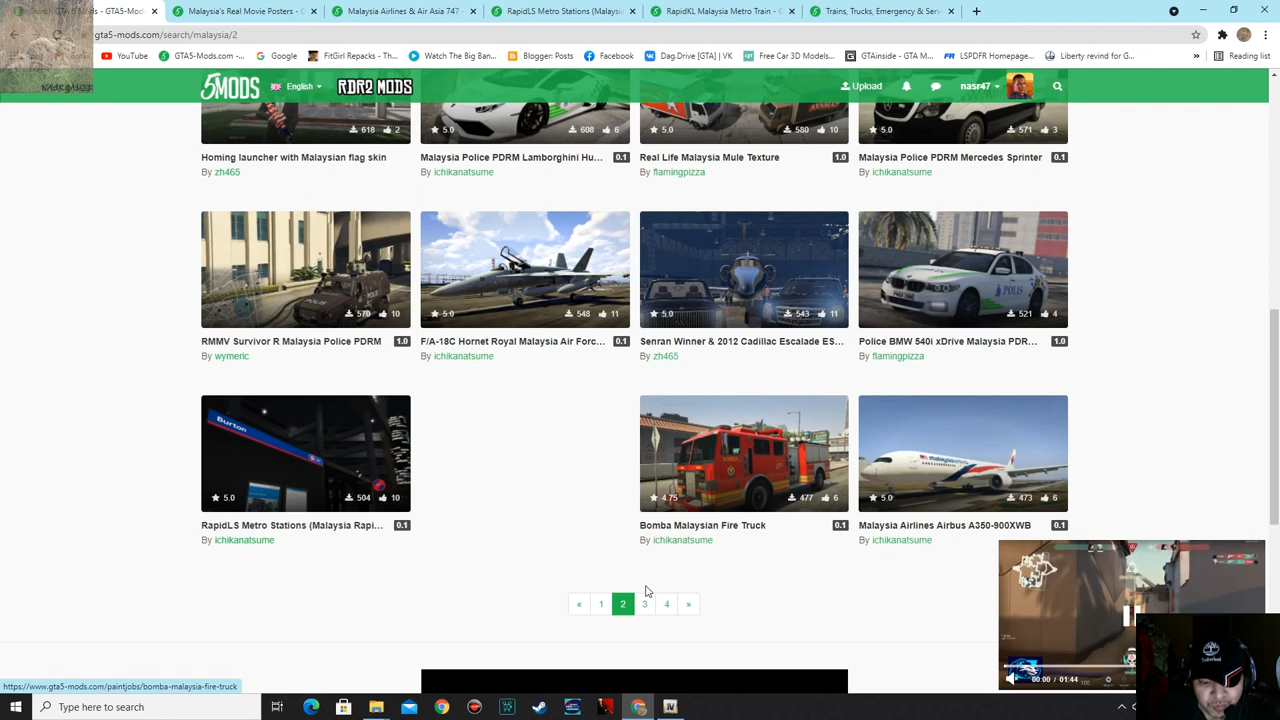 Malaysia's Real Movie Posters - G
Malaysia Airlines & Air Asia 747
RapidLS Metro Stations (Malaysia
RapidKL Malaysia Metro Train - G
Trains, Trucks, Emergency & Serv
gta5-mods.com/search/malaysia/2
YouTube
GTA5-Mods.com -...
Google
FitGirl Repacks - Th...
Watch The Big Ban...
Blogger: Posts
Facebook
Dag.Drive [GTA] | VK
Free Car 3D Models...
GTAinside - GTA M...
LSPDFR Homepage...
Liberty revind for G...
Reading list
5MODS
English
RDR2 MODS
Upload
nasr47
618 2
5.0 608 6
5.0 580 10
5.0 571 3
Homing launcher with Malaysian flag skin
By zh465
Malaysia Police PDRM Lamborghini Hu... 0.1
By ichikanatsume
Real Life Malaysia Mule Texture 1.0
By flamingpizza
Malaysia Police PDRM Mercedes Sprinter 0.1
By ichikanatsume
POLIS
570 10
5.0 548 11
5.0 543 11
POLIS
521 4
RMMV Survivor R Malaysia Police PDRM 1.0
By wymeric
F/A-18C Hornet Royal Malaysia Air Forc... 0.1
By ichikanatsume
Senran Winner & 2012 Cadillac Escalade ES...
By zh465
Police BMW 540i xDrive Malaysia PDR... 1.0
By flamingpizza
Burton
5.0 504 10
BOMBA
4.75 477 6
malaysia
5.0 473 6
RapidLS Metro Stations (Malaysia Rapi... 0.1
By ichikanatsume
Bomba Malaysian Fire Truck 0.1
By ichikanatsume
Malaysia Airlines Airbus A350-900XWB 0.1
By ichikanatsume
« 1 2 3 4 »
00:00 / 01:44
Timberland
https://www.gta5-mods.com/paintjobs/bomba-malaysia-fire-truck
Type here to search